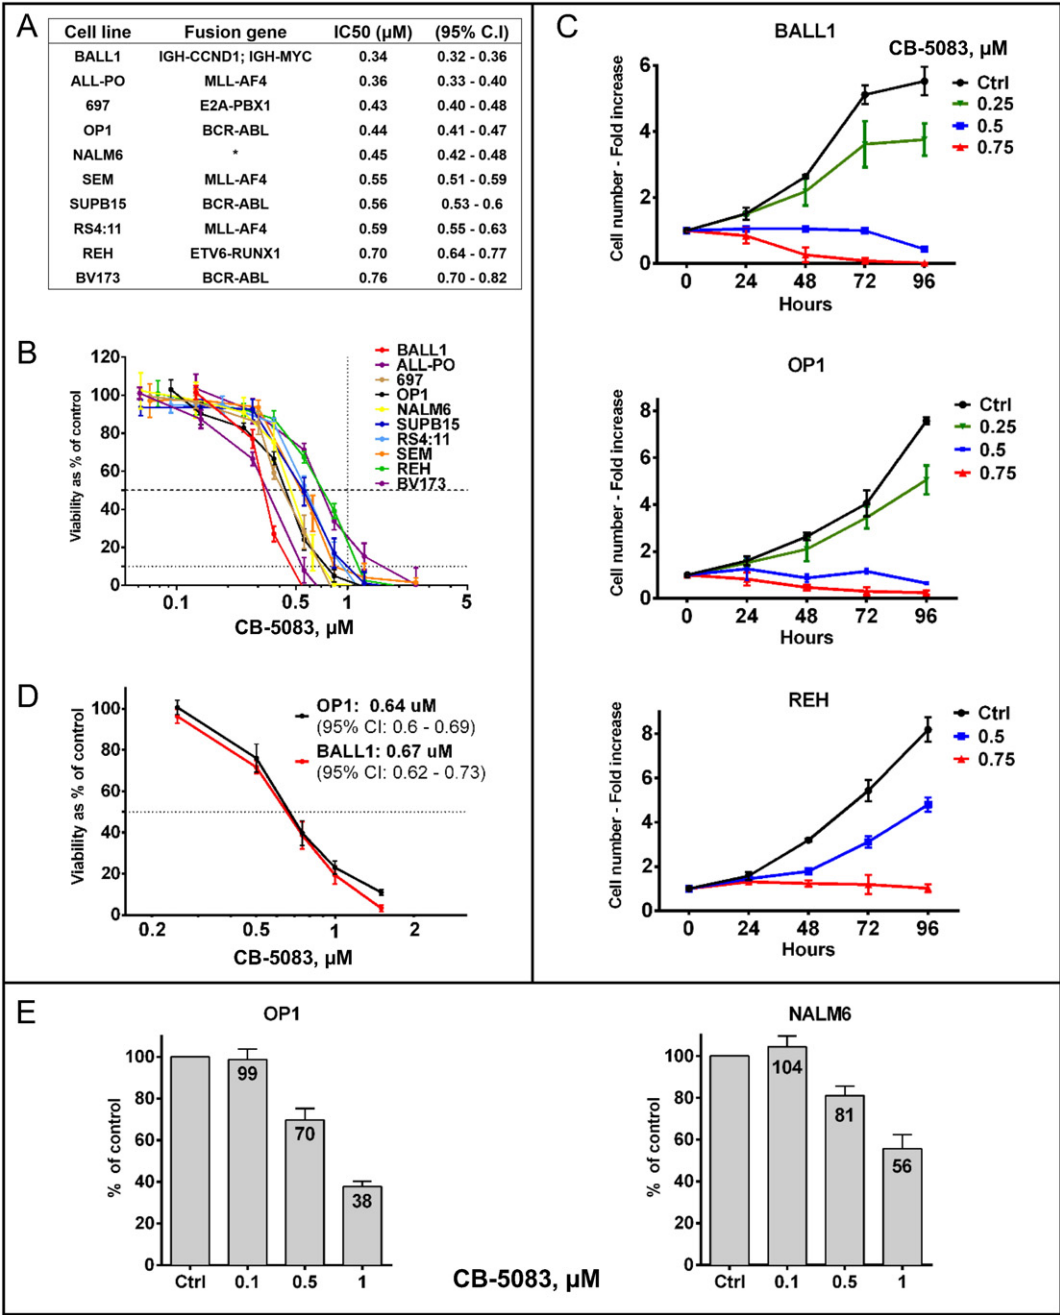 A
Cell line Fusion gene IC50 (µM) (95% C.I)
BALL1 IGH-CCND1; IGH-MYC 0.34 0.32 - 0.36
ALL-PO MLL-AF4 0.36 0.33 - 0.40
697 E2A-PBX1 0.43 0.40 - 0.48
OP1 BCR-ABL 0.44 0.41 - 0.47
NALM6 * 0.45 0.42 - 0.48
SEM MLL-AF4 0.55 0.51 - 0.59
SUPB15 BCR-ABL 0.56 0.53 - 0.6
RS4:11 MLL-AF4 0.59 0.55 - 0.63
REH ETV6-RUNX1 0.70 0.64 - 0.77
BV173 BCR-ABL 0.76 0.70 - 0.82
B
Viability as % of control
120
100
80
60
40
20
0
0.1 0.5 1 5
CB-5083, µM
BALL1
ALL-PO
697
OP1
NALM6
SUPB15
RS4:11
SEM
REH
BV173
C
BALL1
CB-5083, µM
Ctrl
0.25
0.5
0.75
Cell number - Fold increase
6
4
2
0
0 24 48 72 96
Hours
OP1
Ctrl
0.25
0.5
0.75
Cell number - Fold increase
8
6
4
2
0
0 24 48 72 96
Hours
REH
Ctrl
0.5
0.75
Cell number - Fold increase
8
6
4
2
0
0 24 48 72 96
Hours
D
Viability as % of control
100
80
60
40
20
0
0.2 0.5 1 2
CB-5083, µM
OP1: 0.64 uM
(95% CI: 0.6 - 0.69)
BALL1: 0.67 uM
(95% CI: 0.62 - 0.73)
E
OP1
% of control
100
80
60
40
20
0
99
70
38
Ctrl 0.1 0.5 1
NALM6
% of control
100
80
60
40
20
0
104
81
56
Ctrl 0.1 0.5 1
CB-5083, µM